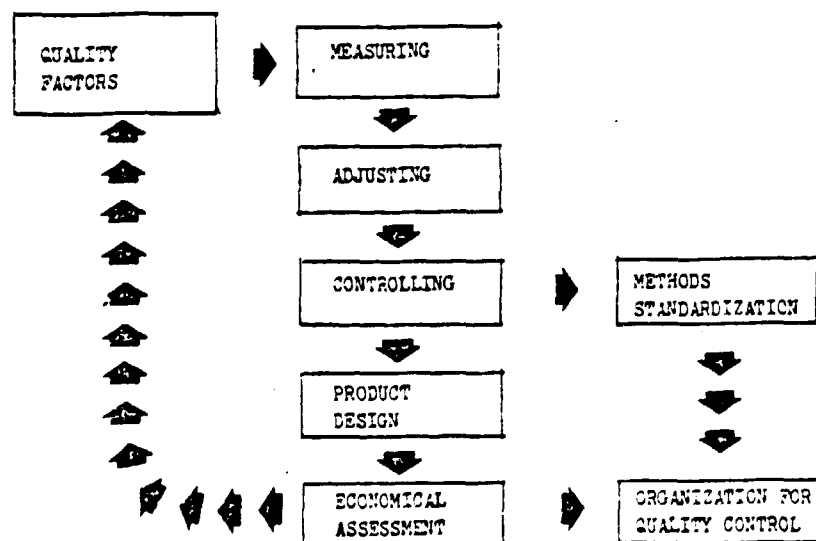 QUALITY
FACTORS
MEASURING
ADJUSTING
CONTROLLING
METHODS
STANDARDIZATION
PRODUCT
DESIGN
ECONOMICAL
ASSESSMENT
ORGANIZATION FOR
QUALITY CONTROL